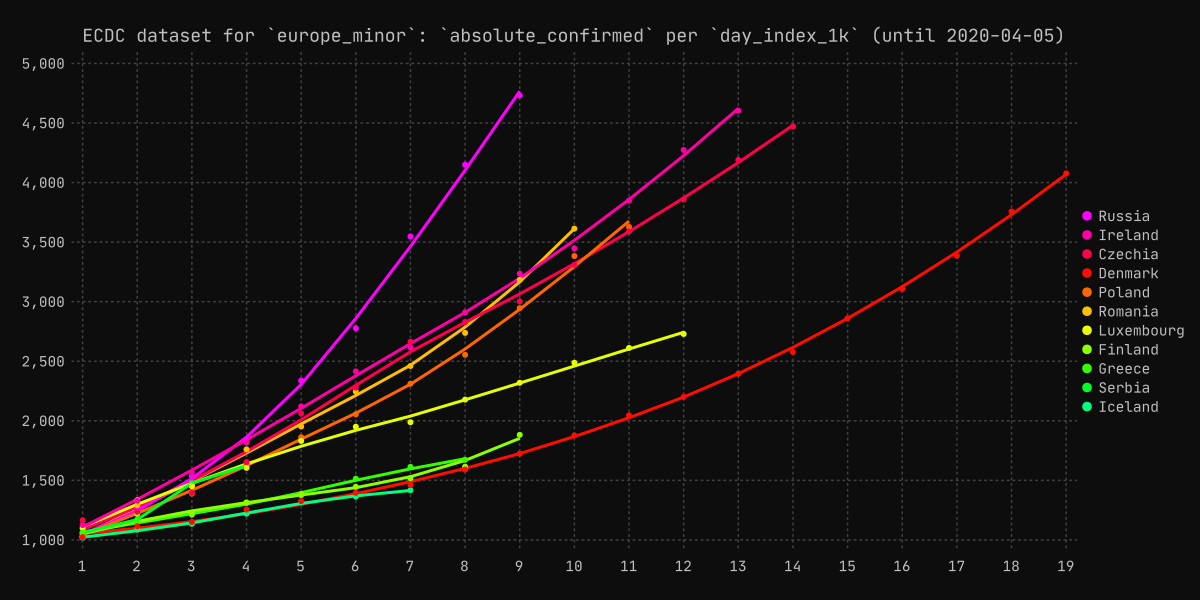 ECDC dataset for `europe_minor`: `absolute_confirmed` per `day_index_1k` (until 2020-04-05)
5,000
4,500
4,000
3,500
3,000
2,500
2,000
1,500
1,000
1 2 3 4 5 6 7 8 9 10 11 12 13 14 15 16 17 18 19
Russia
Ireland
Czechia
Denmark
Poland
Romania
Luxembourg
Finland
Greece
Serbia
Iceland